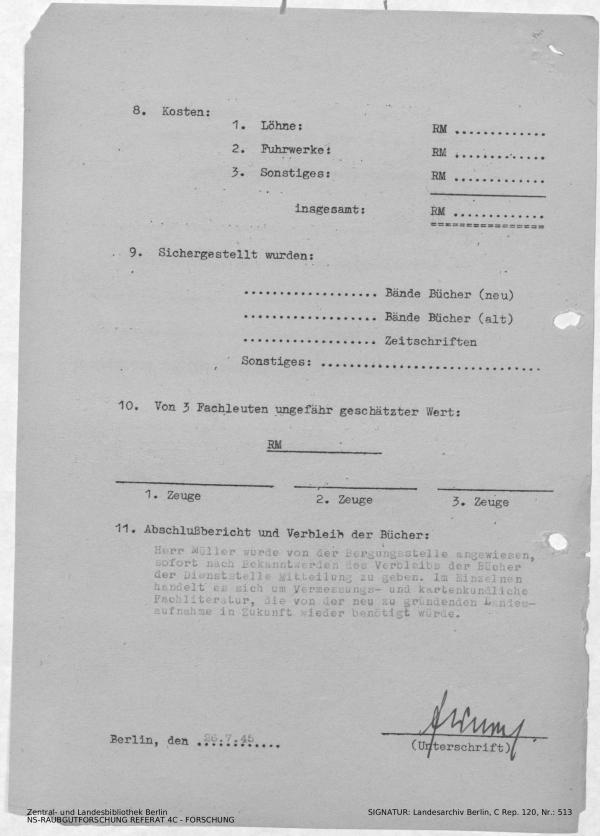 8. Kosten:
1. Löhne: RM .............
2. Fuhrwerke: RM .............
3. Sonstiges: RM .............
insgesamt: RM .............
================
9. Sichergestellt wurden:
................... Bände Bücher (neu)
................... Bände Bücher (alt)
................... Zeitschriften
Sonstiges: ...............................
10. Von 3 Fachleuten ungefähr geschätzter Wert:
RM
1. Zeuge 2. Zeuge 3. Zeuge
11. Abschlußbericht und Verbleib der Bücher:
Herr Müller wurde von der Bergungsstelle angewiesen,
sofort nach Bekanntwerden des Verbleibs der Bücher
der Dienststelle Mitteilung zu geben. Im Einzelnen
handelt es sich um Vermessungs- und kartenkundliche
Fachliteratur, die von der neu zu gründenden Landes-
aufnahme in Zukunft wieder benötigt würde.
Berlin, den 26.7.45
(Unterschrift)
Zentral- und Landesbibliothek Berlin
NS-RAUBGUTFORSCHUNG REFERAT 4C - FORSCHUNG
SIGNATUR: Landesarchiv Berlin, C Rep. 120, Nr.: 513